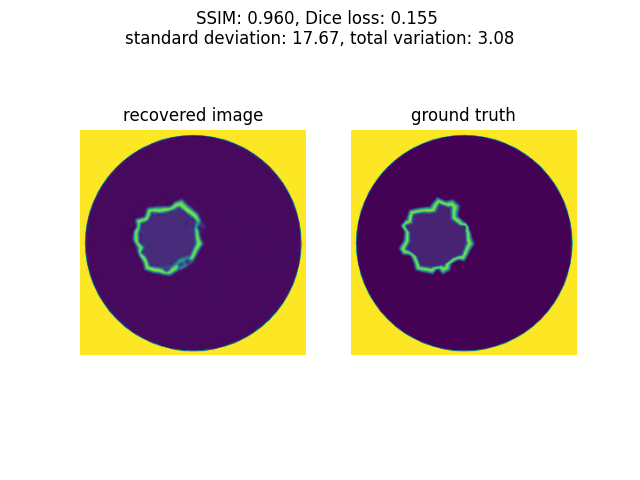 SSIM: 0.960, Dice loss: 0.155
standard deviation: 17.67, total variation: 3.08
recovered image
ground truth